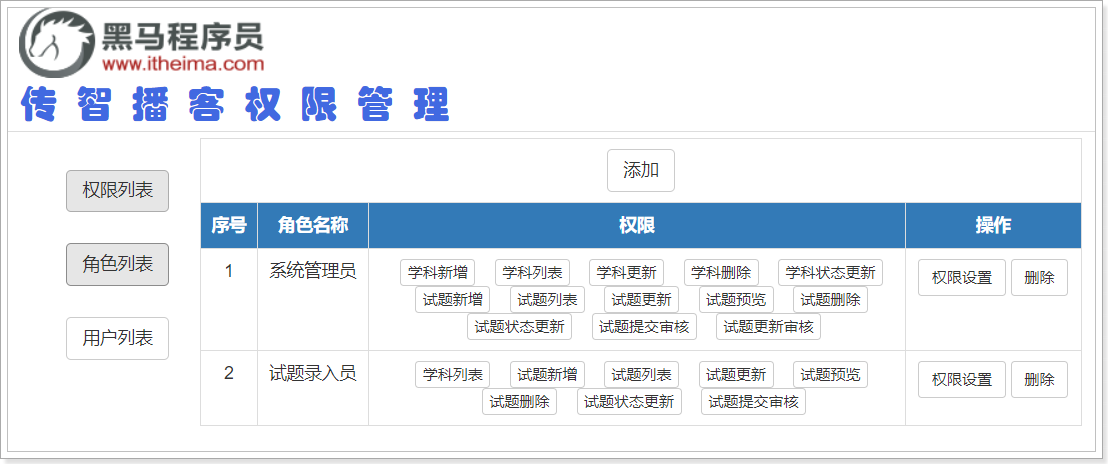 黑马程序员
www.itheima.com
传智播客权限管理
权限列表
角色列表
用户列表
添加
序号 角色名称 权限 操作
1 系统管理员 学科新增 学科列表 学科更新 学科删除 学科状态更新 权限设置 删除
试题新增 试题列表 试题更新 试题预览 试题删除
试题状态更新 试题提交审核 试题更新审核
2 试题录入员 学科列表 试题新增 试题列表 试题更新 试题预览 权限设置 删除
试题删除 试题状态更新 试题提交审核